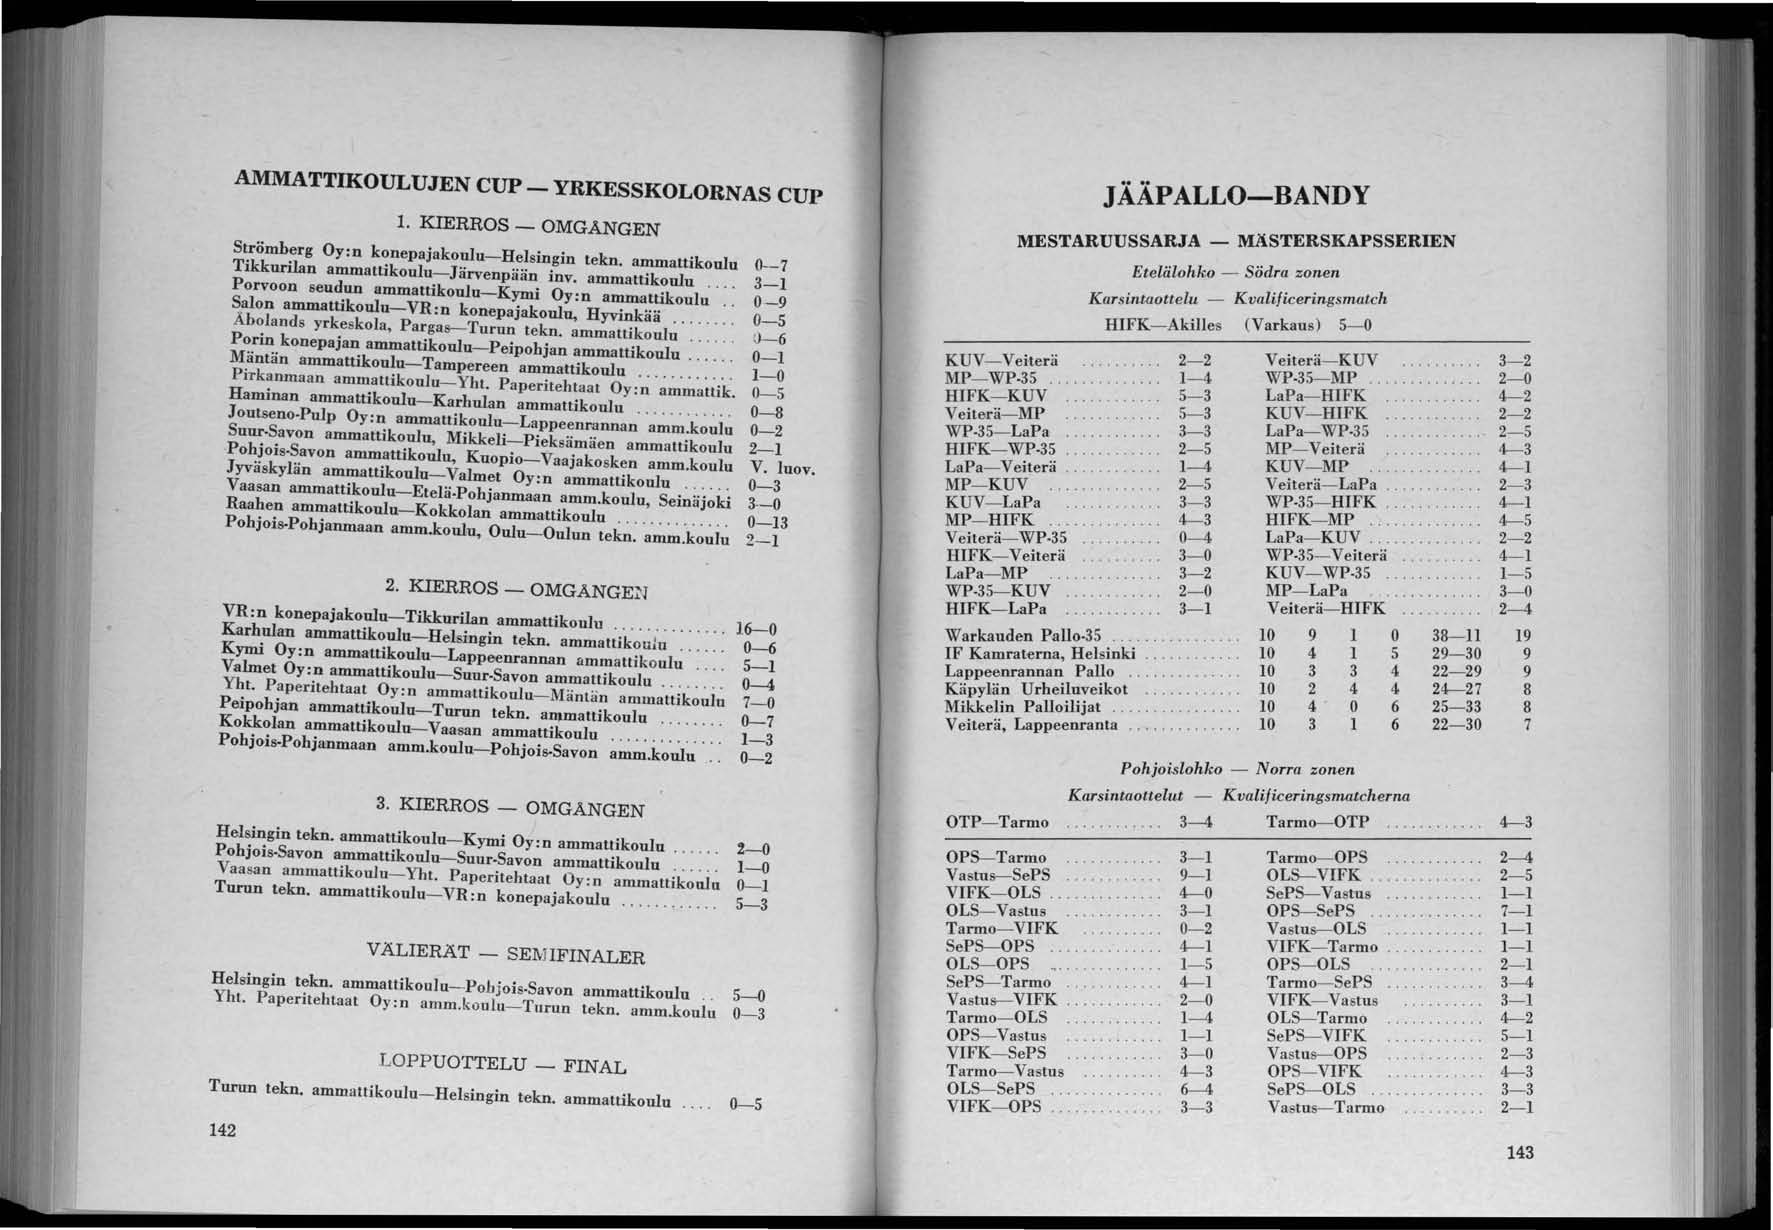 AMMATTIKOULUJEN CUP — YRKESSKOLORNAS CUP
1. KIERROS — OMGÅNGEN
Strömberg Oy:n konepajakoulu—Helsingin tekn. ammattikoulu 0—7
Tikkurilan ammattikoulu—Järvenpään inv. ammattikoulu .... 3—1
Porvoon seudun ammattikoulu—Kymi Oy:n ammattikoulu .. 0—9
Salon ammattikoulu—VR:n konepajakoulu, Hyvinkää ........ 0—5
Åbolands yrkeskola, Pargas—Turun tekn. ammattikoulu ...... 0—6
Porin konepajan ammattikoulu—Peipohjan ammattikoulu ...... 0—1
Mäntän ammattikoulu—Tampereen ammattikoulu ............ 1—0
Pirkanmaan ammattikoulu—Yht. Paperitehtaat Oy:n ammattik. 0—5
Haminan ammattikoulu—Karhulan ammattikoulu ............ 0—8
Joutseno-Pulp Oy:n ammattikoulu—Lappeenrannan amm.koulu 0—2
Suur-Savon ammattikoulu, Mikkeli—Pieksämäen ammattikoulu 2—1
Pohjois-Savon ammattikoulu, Kuopio—Vaajakosken amm.koulu V. luov.
Jyväskylän ammattikoulu—Valmet Oy:n ammattikoulu ...... 0—3
Vaasan ammattikoulu—Etelä-Pohjanmaan amm.koulu, Seinäjoki 3—0
Raahen ammattikoulu—Kokkolan ammattikoulu .............. 0—13
Pohjois-Pohjanmaan amm.koulu, Oulu—Oulun tekn. amm.koulu 2—1
2. KIERROS — OMGÅNGEN
VR:n konepajakoulu—Tikkurilan ammattikoulu .............. 16—0
Karhulan ammattikoulu—Helsingin tekn. ammattikoulu ...... 0—6
Kymi Oy:n ammattikoulu—Lappeenrannan ammattikoulu .... 5—1
Valmet Oy:n ammattikoulu—Suur-Savon ammattikoulu ........ 0—4
Yht. Paperitehtaat Oy:n ammattikoulu—Mäntän ammattikoulu 7—0
Peipohjan ammattikoulu—Turun tekn. ammattikoulu ........ 0—7
Kokkolan ammattikoulu—Vaasan ammattikoulu .............. 1—3
Pohjois-Pohjanmaan amm.koulu—Pohjois-Savon amm.koulu .. 0—2
3. KIERROS — OMGÅNGEN
Helsingin tekn. ammattikoulu—Kymi Oy:n ammattikoulu ...... 2—0
Pohjois-Savon ammattikoulu—Suur-Savon ammattikoulu ...... 1—0
Vaasan ammattikoulu—Yht. Paperitehtaat Oy:n ammattikoulu 0—1
Turun tekn. ammattikoulu—VR:n konepajakoulu ............ 5—3
VÄLIERÄT — SEMIFINALER
Helsingin tekn. ammattikoulu—Pohjois-Savon ammattikoulu .. 5—0
Yht. Paperitehtaat Oy:n amm.koulu—Turun tekn. amm.koulu 0—3
LOPPUOTTELU — FINAL
Turun tekn. ammattikoulu—Helsingin tekn. ammattikoulu .... 0—5
142
JÄÄPALLO—BANDY
MESTARUUSSARJA — MÄSTERSKAPSSERIEN
Etelälohko — Södra zonen
Karsintaottelu — Kvalificeringsmatch
HIFK—Akilles (Varkaus) 5—0
KUV—Veiterä .......... 2—2 Veiterä—KUV .......... 3—2
MP—WP-35 .............. 1—4 WP-35—MP .............. 2—0
HIFK—KUV ............ 5—3 LaPa—HIFK ............ 4—2
Veiterä—MP ............ 5—3 KUV—HIFK ............ 2—2
WP-35—LaPa ............ 3—3 LaPa—WP-35 ............ 2—5
HIFK—WP-35 ............ 2—5 MP—Veiterä ............ 4—3
LaPa—Veiterä ............ 1—4 KUV—MP .............. 4—1
MP—KUV .............. 2—5 Veiterä—LaPa ............ 2—3
KUV—LaPa ............ 3—3 WP-35—HIFK ............ 4—1
MP—HIFK .............. 4—3 HIFK—MP .............. 4—5
Veiterä—WP-35 .......... 0—4 LaPa—KUV .............. 2—2
HIFK—Veiterä .......... 3—0 WP-35—Veiterä .......... 4—1
LaPa—MP .............. 3—2 KUV—WP-35 ............ 1—5
WP-35—KUV ............ 2—0 MP—LaPa .............. 3—0
HIFK—LaPa ............ 3—1 Veiterä—HIFK .......... 2—4
Warkauden Pallo-35 ................ 10 9 1 0 38—11 19
IF Kamraterna, Helsinki ............ 10 4 1 5 29—30 9
Lappeenrannan Pallo .............. 10 3 3 4 22—29 9
Käpylän Urheiluveikot ............ 10 2 4 4 24—27 8
Mikkelin Palloilijat ................ 10 4 0 6 25—33 8
Veiterä, Lappeenranta .............. 10 3 1 6 22—30 7
Pohjoislohko — Norra zonen
Karsintaottelut — Kvalificeringsmatcherna
OTP—Tarmo ............ 3—4 Tarmo—OTP ............ 4—3
OPS—Tarmo ............ 3—1 Tarmo—OPS ............ 2—4
Vastus—SePS ............ 9—1 OLS—VIFK .............. 2—5
VIFK—OLS .............. 4—0 SePS—Vastus ............ 1—1
OLS—Vastus ............ 3—1 OPS—SePS .............. 7—1
Tarmo—VIFK .......... 0—2 Vastus—OLS ............ 1—1
SePS—OPS .............. 4—1 VIFK—Tarmo ............ 1—1
OLS—OPS .............. 1—5 OPS—OLS .............. 2—1
SePS—Tarmo ............ 4—1 Tarmo—SePS ............ 3—4
Vastus—VIFK ............ 2—0 VIFK—Vastus .......... 3—1
Tarmo—OLS ............ 1—4 OLS—Tarmo ............ 4—2
OPS—Vastus ............ 1—1 SePS—VIFK ............ 5—1
VIFK—SePS ............ 3—0 Vastus—OPS ............ 2—3
Tarmo—Vastus .......... 4—3 OPS—VIFK ............ 4—3
OLS—SePS .............. 6—4 SePS—OLS .............. 3—3
VIFK—OPS .............. 3—3 Vastus—Tarmo .......... 2—1
143